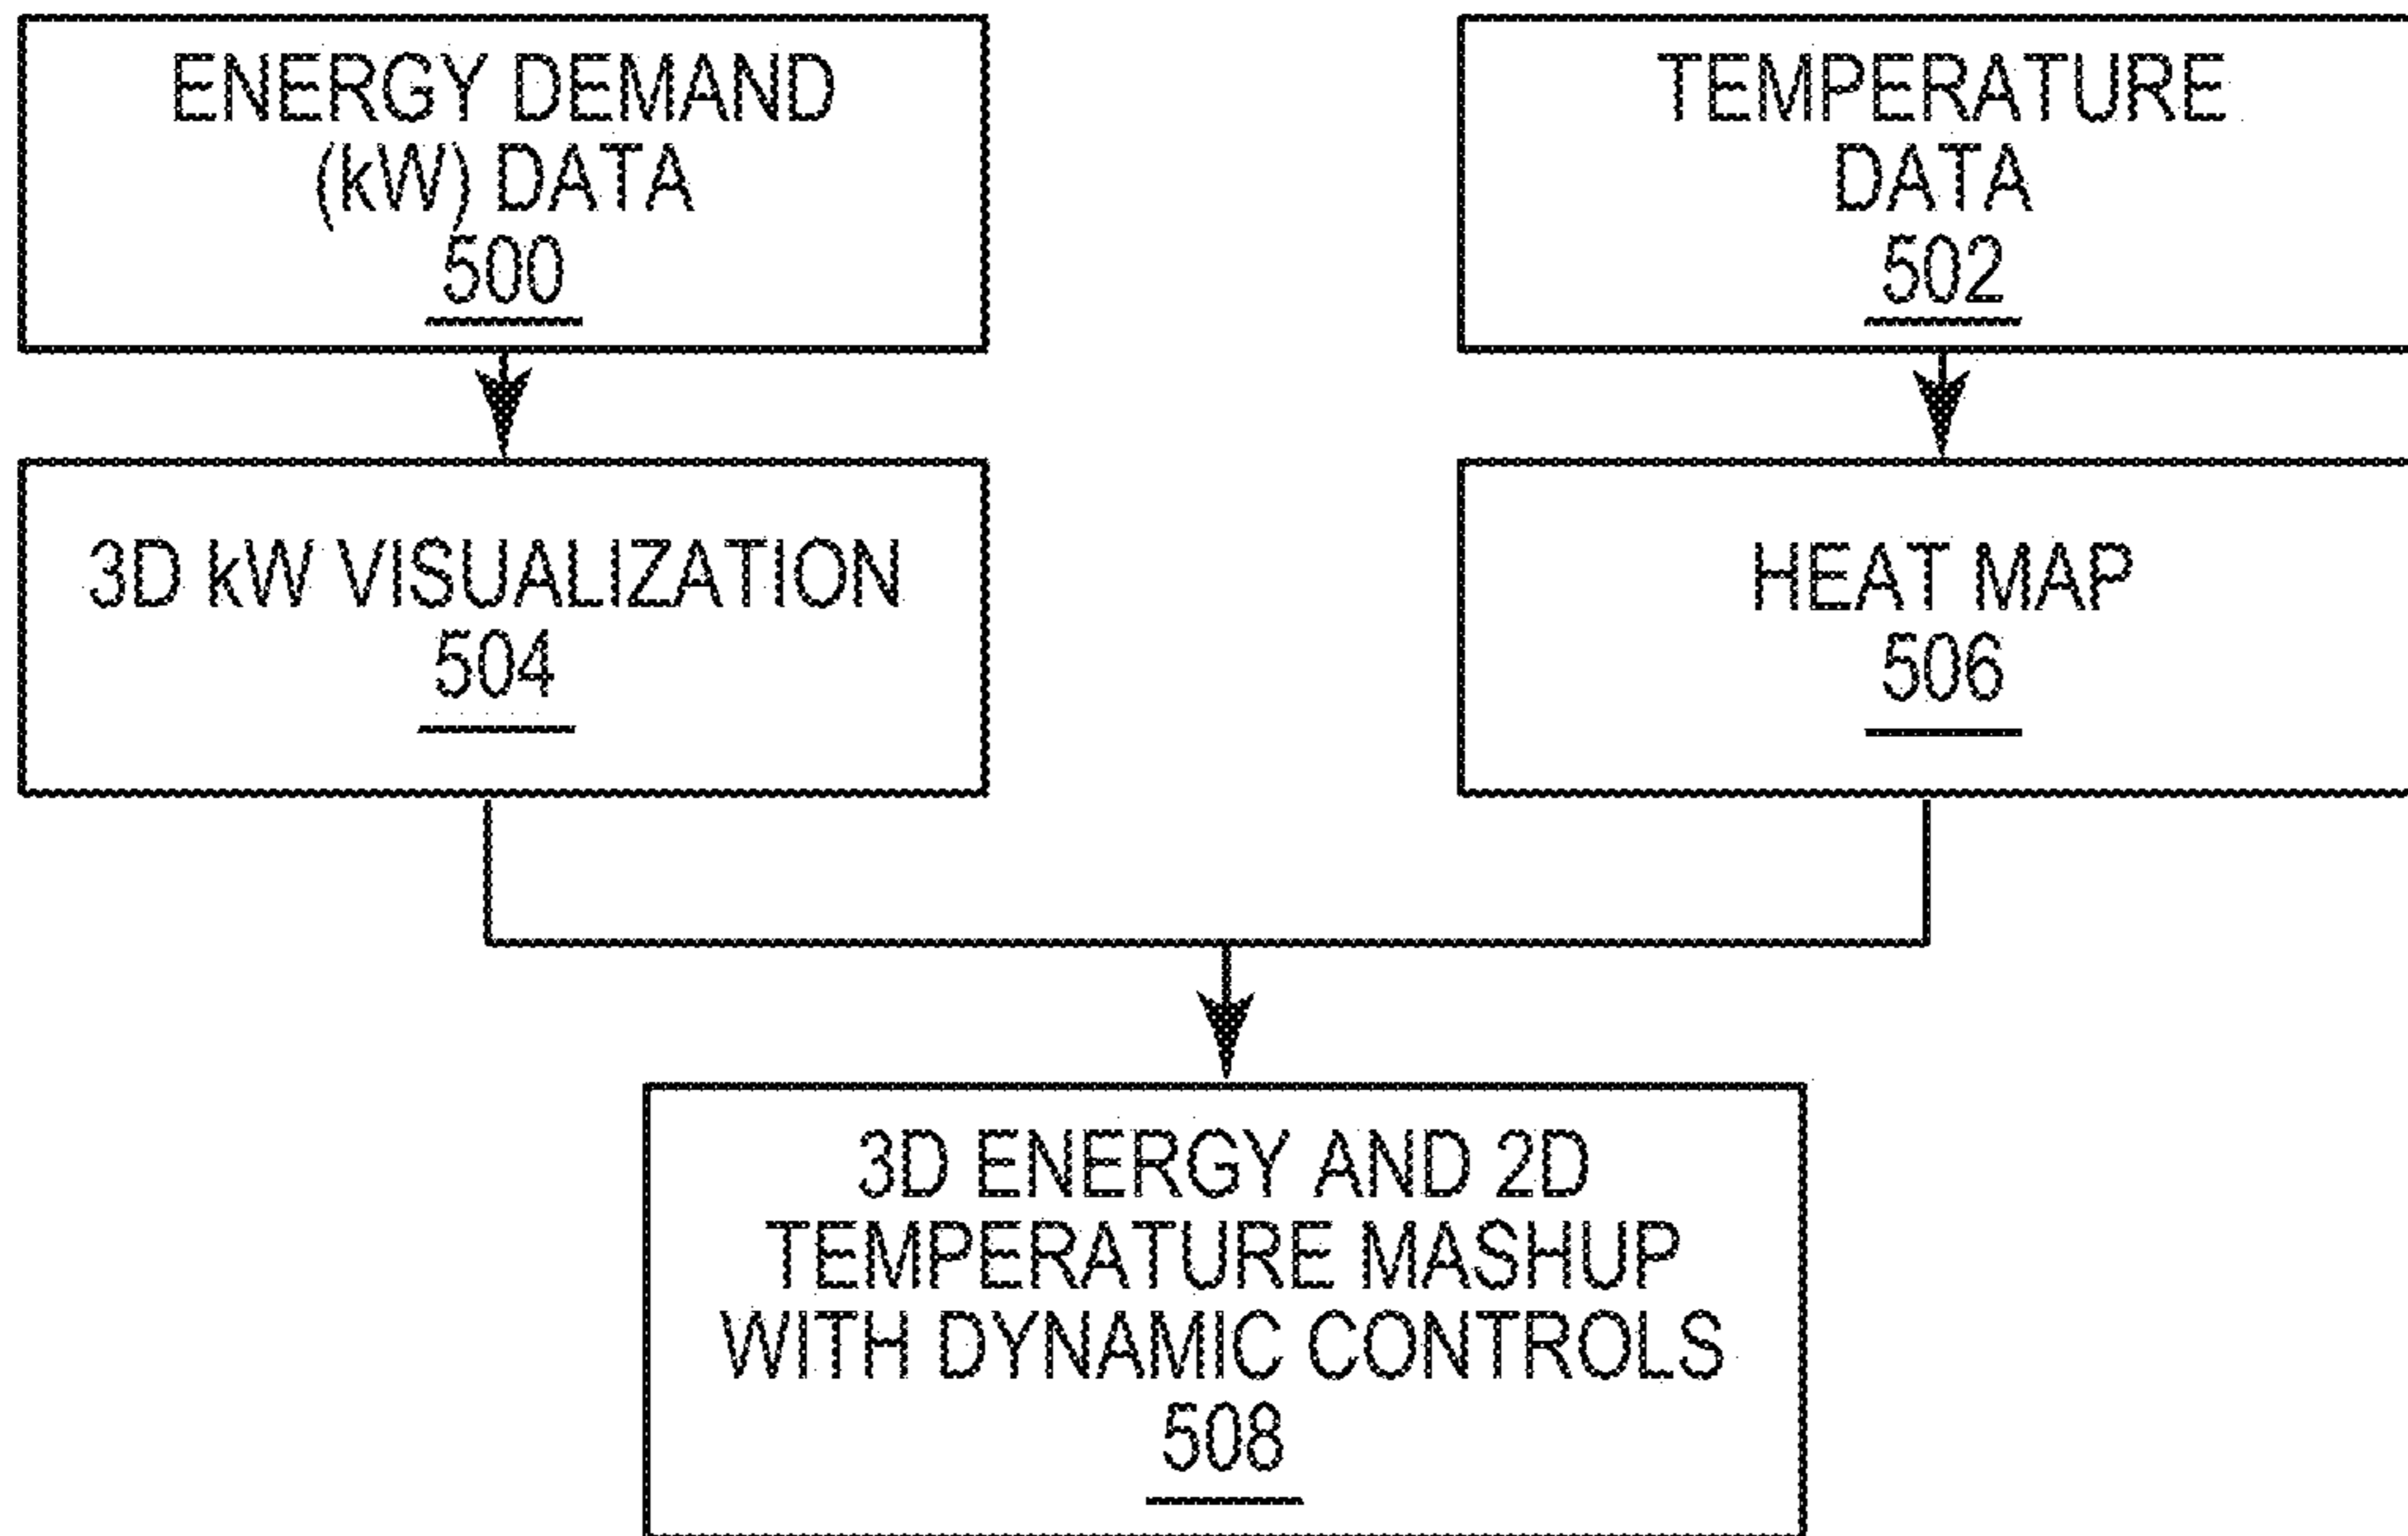 ENERGY DEMAND
(kW) DATA
500
TEMPERATURE
DATA
502
3D kW VISUALIZATION
504
HEAT MAP
506
3D ENERGY AND 2D
TEMPERATURE MASHUP
WITH DYNAMIC CONTROLS
508